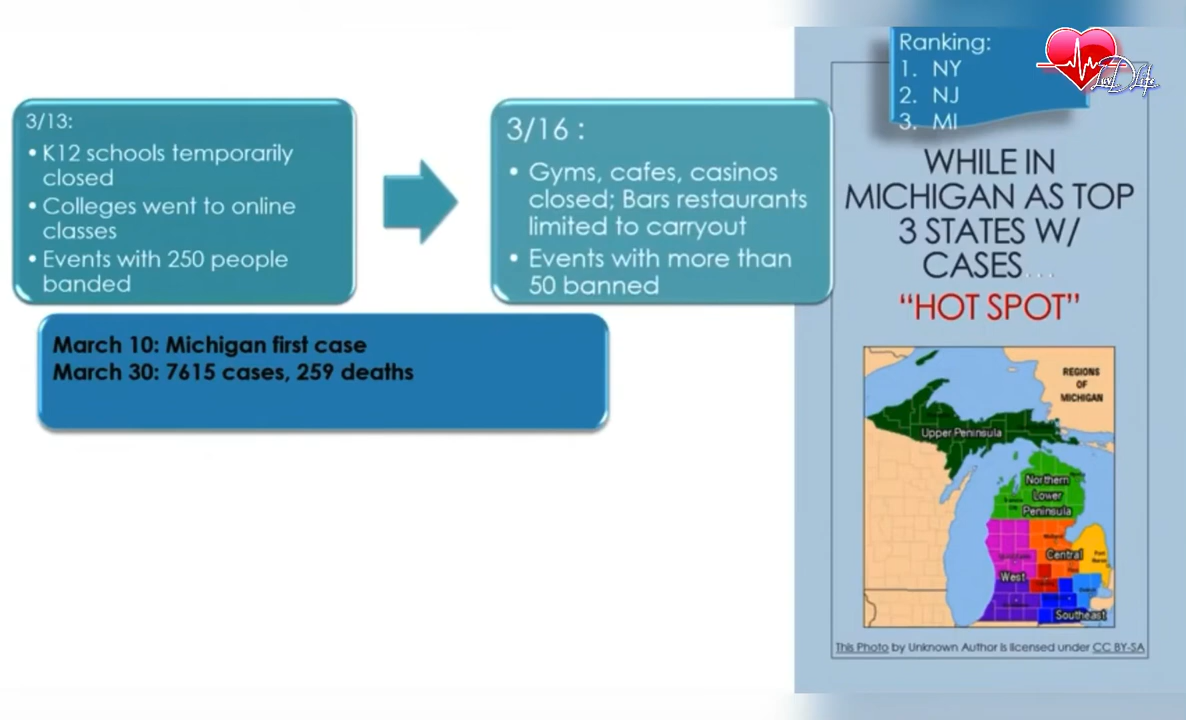 Ranking:
1. NY
2. NJ
3. MI
Luv D Life
3/13:
• K12 schools temporarily
closed
• Colleges went to online
classes
• Events with 250 people
banded
3/16 :
• Gyms, cafes, casinos
closed; Bars restaurants
limited to carryout
• Events with more than
50 banned
March 10: Michigan first case
March 30: 7615 cases, 259 deaths
WHILE IN
MICHIGAN AS TOP
3 STATES W/
CASES...
“HOT SPOT”
REGIONS
OF
MICHIGAN
Upper Peninsula
Northern
Lower
Peninsula
Central
West
Southeast
This Photo by Unknown Author is licensed under CC BY-SA